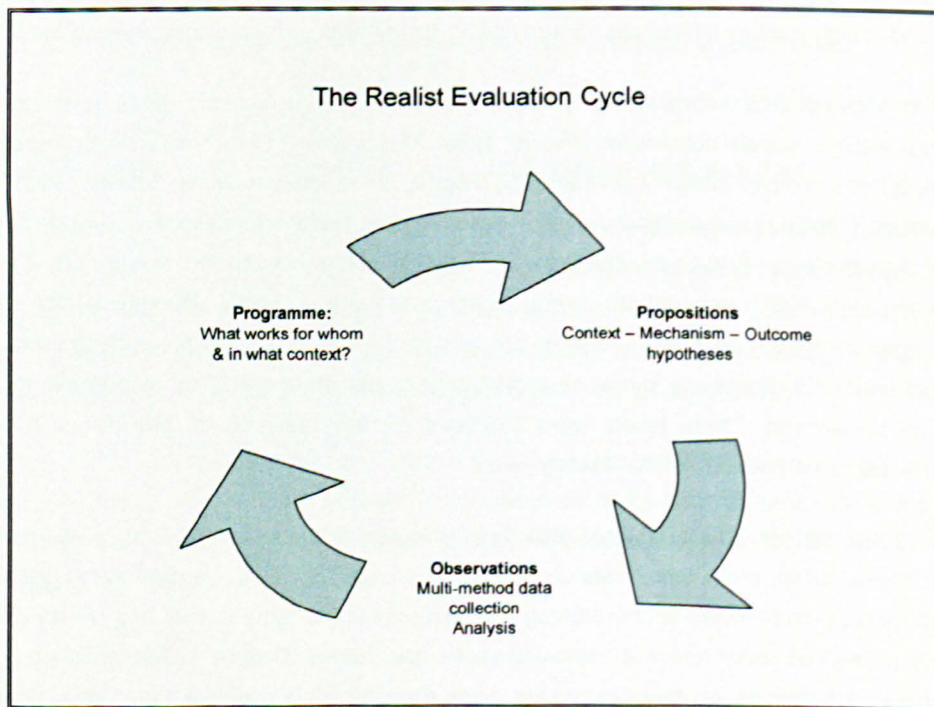 The Realist Evaluation Cycle
Programme:
What works for whom
& in what context?
Propositions
Context – Mechanism – Outcome
hypotheses
Observations
Multi-method data
collection
Analysis